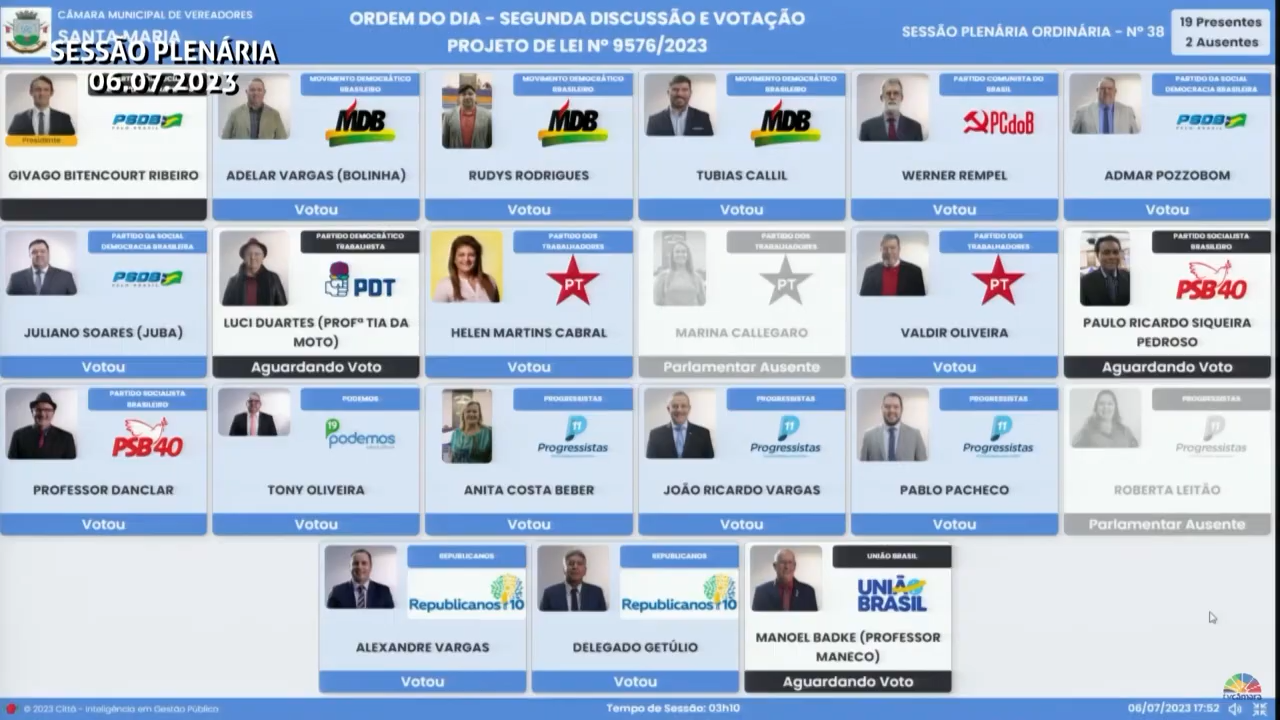 CÂMARA MUNICIPAL DE VEREADORES
SANTA MARIA
SESSÃO PLENÁRIA
06.07.2023
ORDEM DO DIA - SEGUNDA DISCUSSÃO E VOTAÇÃO
PROJETO DE LEI Nº 9576/2023
SESSÃO PLENÁRIA ORDINÁRIA - Nº 38
19 Presentes
2 Ausentes
Presidente
PSDB
GIVAGO BITENCOURT RIBEIRO
MOVIMENTO DEMOCRÁTICO
BRASILEIRO
MDB
ADELAR VARGAS (BOLINHA)
Votou
MOVIMENTO DEMOCRÁTICO
BRASILEIRO
MDB
RUDYS RODRIGUES
Votou
MOVIMENTO DEMOCRÁTICO
BRASILEIRO
MDB
TUBIAS CALLIL
Votou
PARTIDO COMUNISTA DO
BRASIL
PCdoB
WERNER REMPEL
Votou
PARTIDO DA SOCIAL
DEMOCRACIA BRASILEIRA
PSDB
ADMAR POZZOBOM
Votou
PARTIDO DA SOCIAL
DEMOCRACIA BRASILEIRA
PSDB
JULIANO SOARES (JUBA)
Votou
PARTIDO DEMOCRÁTICO
TRABALHISTA
PDT
LUCI DUARTES (PROFª TIA DA
MOTO)
Aguardando Voto
PARTIDO DOS
TRABALHADORES
PT
HELEN MARTINS CABRAL
Votou
PARTIDO DOS
TRABALHADORES
PT
MARINA CALLEGARO
Parlamentar Ausente
PARTIDO DOS
TRABALHADORES
PT
VALDIR OLIVEIRA
Votou
PARTIDO SOCIALISTA
BRASILEIRO
PSB40
PAULO RICARDO SIQUEIRA
PEDROSO
Aguardando Voto
PARTIDO SOCIALISTA
BRASILEIRO
PSB40
PROFESSOR DANCLAR
Votou
PODEMOS
19
podemos
TONY OLIVEIRA
Votou
PROGRESSISTAS
11
Progressistas
ANITA COSTA BEBER
Votou
PROGRESSISTAS
11
Progressistas
JOÃO RICARDO VARGAS
Votou
PROGRESSISTAS
11
Progressistas
PABLO PACHECO
Votou
PROGRESSISTAS
11
Progressistas
ROBERTA LEITÃO
Parlamentar Ausente
REPUBLICANOS
Republicanos 10
ALEXANDRE VARGAS
Votou
REPUBLICANOS
Republicanos 10
DELEGADO GETÚLIO
Votou
UNIÃO BRASIL
UNIÃO
BRASIL
MANOEL BADKE (PROFESSOR
MANECO)
Aguardando Voto
tvcâmara
© 2023 Cittá - Inteligência em Gestão Pública
Tempo de Sessão: 03h10
06/07/2023 17:52